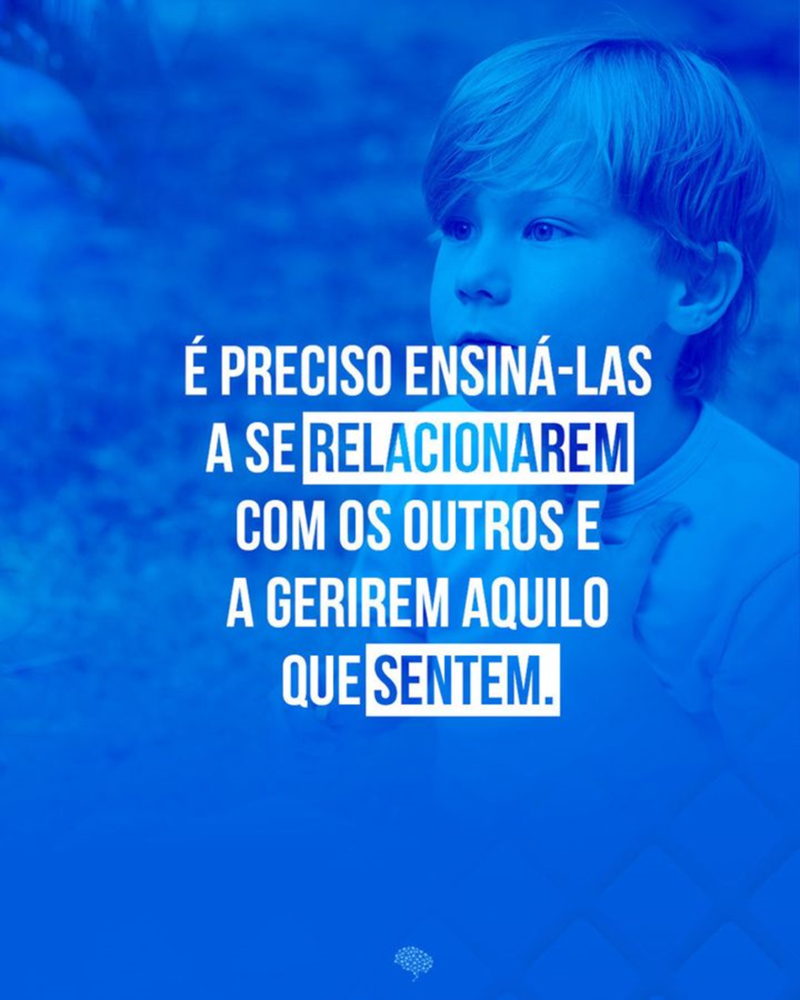 É PRECISO ENSINÁ-LAS
A SE RELACIONAREM
COM OS OUTROS E
A GERIREM AQUILO
QUE SENTEM.